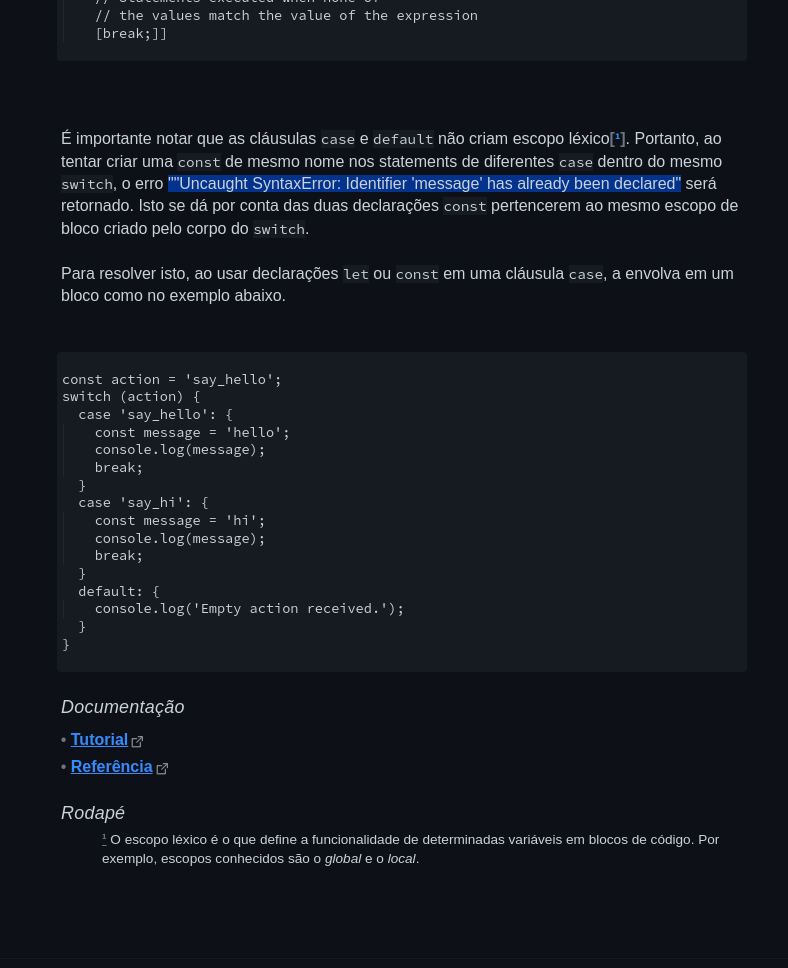 // the values match the value of the expression
[break;]]
É importante notar que as cláusulas case e default não criam escopo léxico[¹]. Portanto, ao
tentar criar uma const de mesmo nome nos statements de diferentes case dentro do mesmo
switch, o erro ""Uncaught SyntaxError: Identifier 'message' has already been declared" será
retornado. Isto se dá por conta das duas declarações const pertencerem ao mesmo escopo de
bloco criado pelo corpo do switch.
Para resolver isto, ao usar declarações let ou const em uma cláusula case, a envolva em um
bloco como no exemplo abaixo.
const action = 'say_hello';
switch (action) {
  case 'say_hello': {
    const message = 'hello';
    console.log(message);
    break;
  }
  case 'say_hi': {
    const message = 'hi';
    console.log(message);
    break;
  }
  default: {
    console.log('Empty action received.');
  }
}
Documentação
• Tutorial
• Referência
Rodapé
¹ O escopo léxico é o que define a funcionalidade de determinadas variáveis em blocos de código. Por
exemplo, escopos conhecidos são o global e o local.